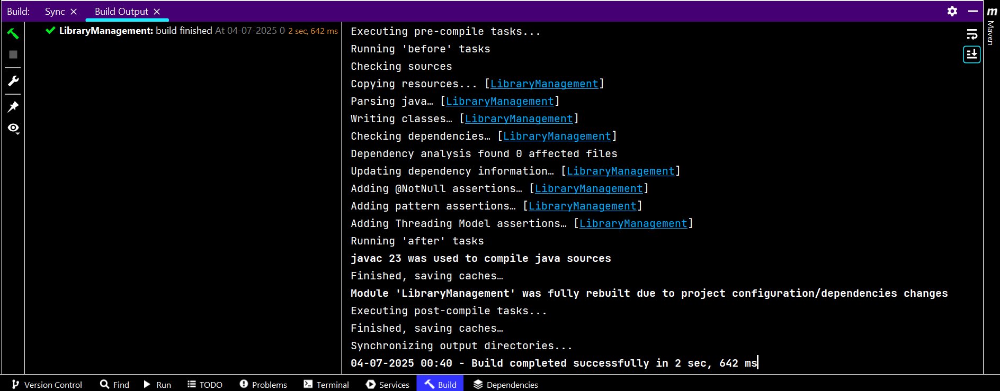 Build: Sync Build Output
LibraryManagement: build finished At 04-07-2025 0 2 sec, 642 ms
Executing pre-compile tasks...
Running 'before' tasks
Checking sources
Copying resources... [LibraryManagement]
Parsing java… [LibraryManagement]
Writing classes… [LibraryManagement]
Checking dependencies… [LibraryManagement]
Dependency analysis found 0 affected files
Updating dependency information… [LibraryManagement]
Adding @NotNull assertions… [LibraryManagement]
Adding pattern assertions… [LibraryManagement]
Adding Threading Model assertions… [LibraryManagement]
Running 'after' tasks
javac 23 was used to compile java sources
Finished, saving caches…
Module 'LibraryManagement' was fully rebuilt due to project configuration/dependencies changes
Executing post-compile tasks...
Finished, saving caches…
Synchronizing output directories...
04-07-2025 00:40 - Build completed successfully in 2 sec, 642 ms
m
Maven
Version Control Find Run TODO Problems Terminal Services Build Dependencies